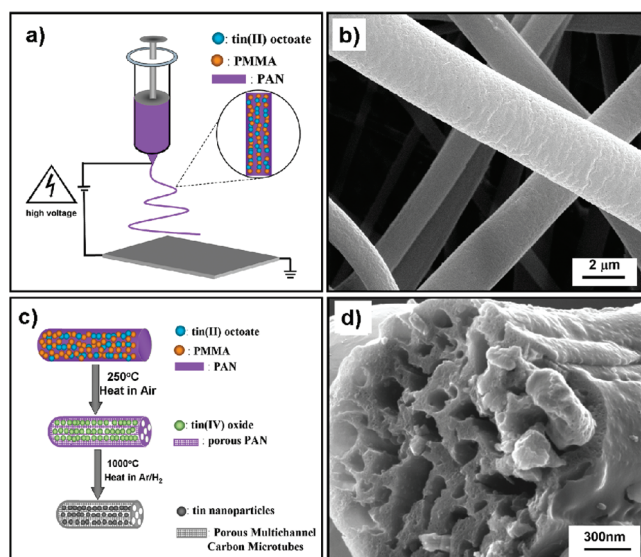 a)
: tin(II) octoate
: PMMA
: PAN
high voltage
b)
2 µm
c)
: tin(II) octoate
: PMMA
: PAN
250°C
Heat in Air
: tin(IV) oxide
: porous PAN
1000°C
Heat in Ar/H₂
: tin nanoparticles
: Porous Multichannel
Carbon Microtubes
d)
300nm